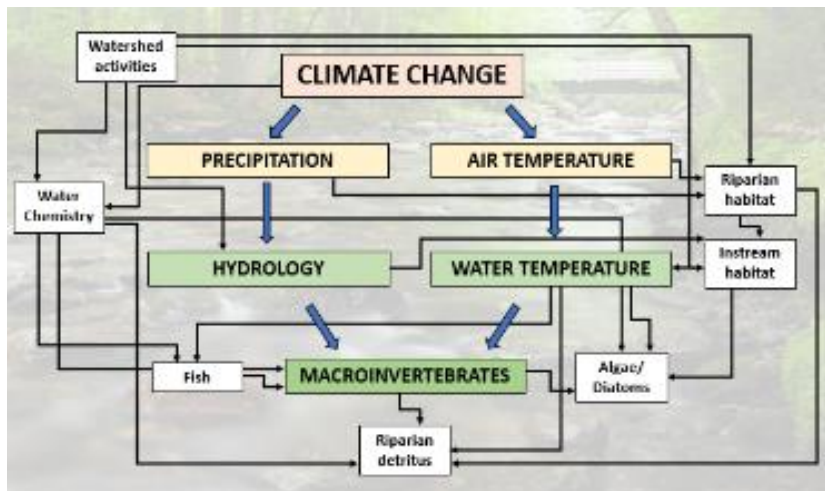 Watershed
activities
CLIMATE CHANGE
PRECIPITATION
AIR TEMPERATURE
Water
Chemistry
Riparian
habitat
HYDROLOGY
WATER TEMPERATURE
Instream
habitat
Fish
MACROINVERTEBRATES
Algae/
Diatoms
Riparian
detritus